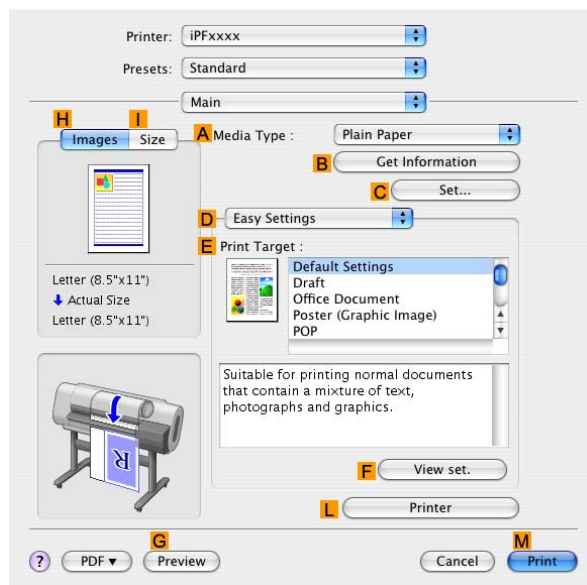 Printer: iPFxxxx
Presets: Standard
Main
H I
Images Size
A Media Type : Plain Paper
B Get Information
C Set...
D Easy Settings
E Print Target :
Default Settings
Draft
Office Document
Poster (Graphic Image)
POP
Letter (8.5"x11")
Actual Size
Letter (8.5"x11")
Suitable for printing normal documents
that contain a mixture of text,
photographs and graphics.
R
F View set.
L Printer
G M
? PDF Preview Cancel Print